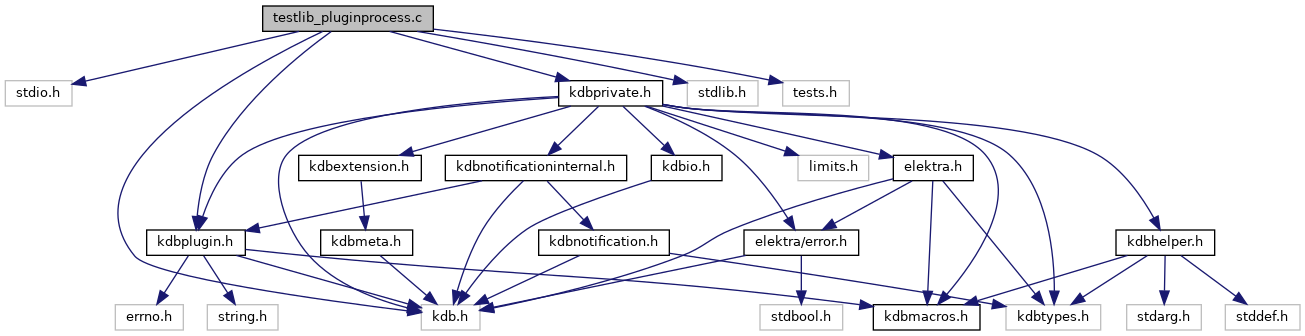 testlib_pluginprocess.c
stdio.h
kdbprivate.h
stdlib.h
tests.h
kdbextension.h
kdbnotificationinternal.h
kdbio.h
limits.h
elektra.h
kdbplugin.h
kdbmeta.h
kdbnotification.h
elektra/error.h
kdbhelper.h
errno.h
string.h
kdb.h
stdbool.h
kdbmacros.h
kdbtypes.h
stdarg.h
stddef.h